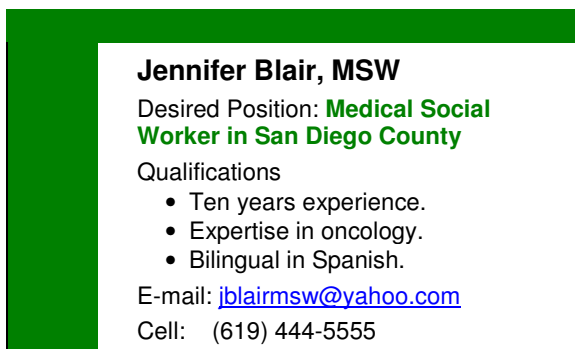 Jennifer Blair, MSW
Desired Position: Medical Social
Worker in San Diego County
Qualifications
• Ten years experience.
• Expertise in oncology.
• Bilingual in Spanish.
E-mail: jblairmsw@yahoo.com
Cell: (619) 444-5555